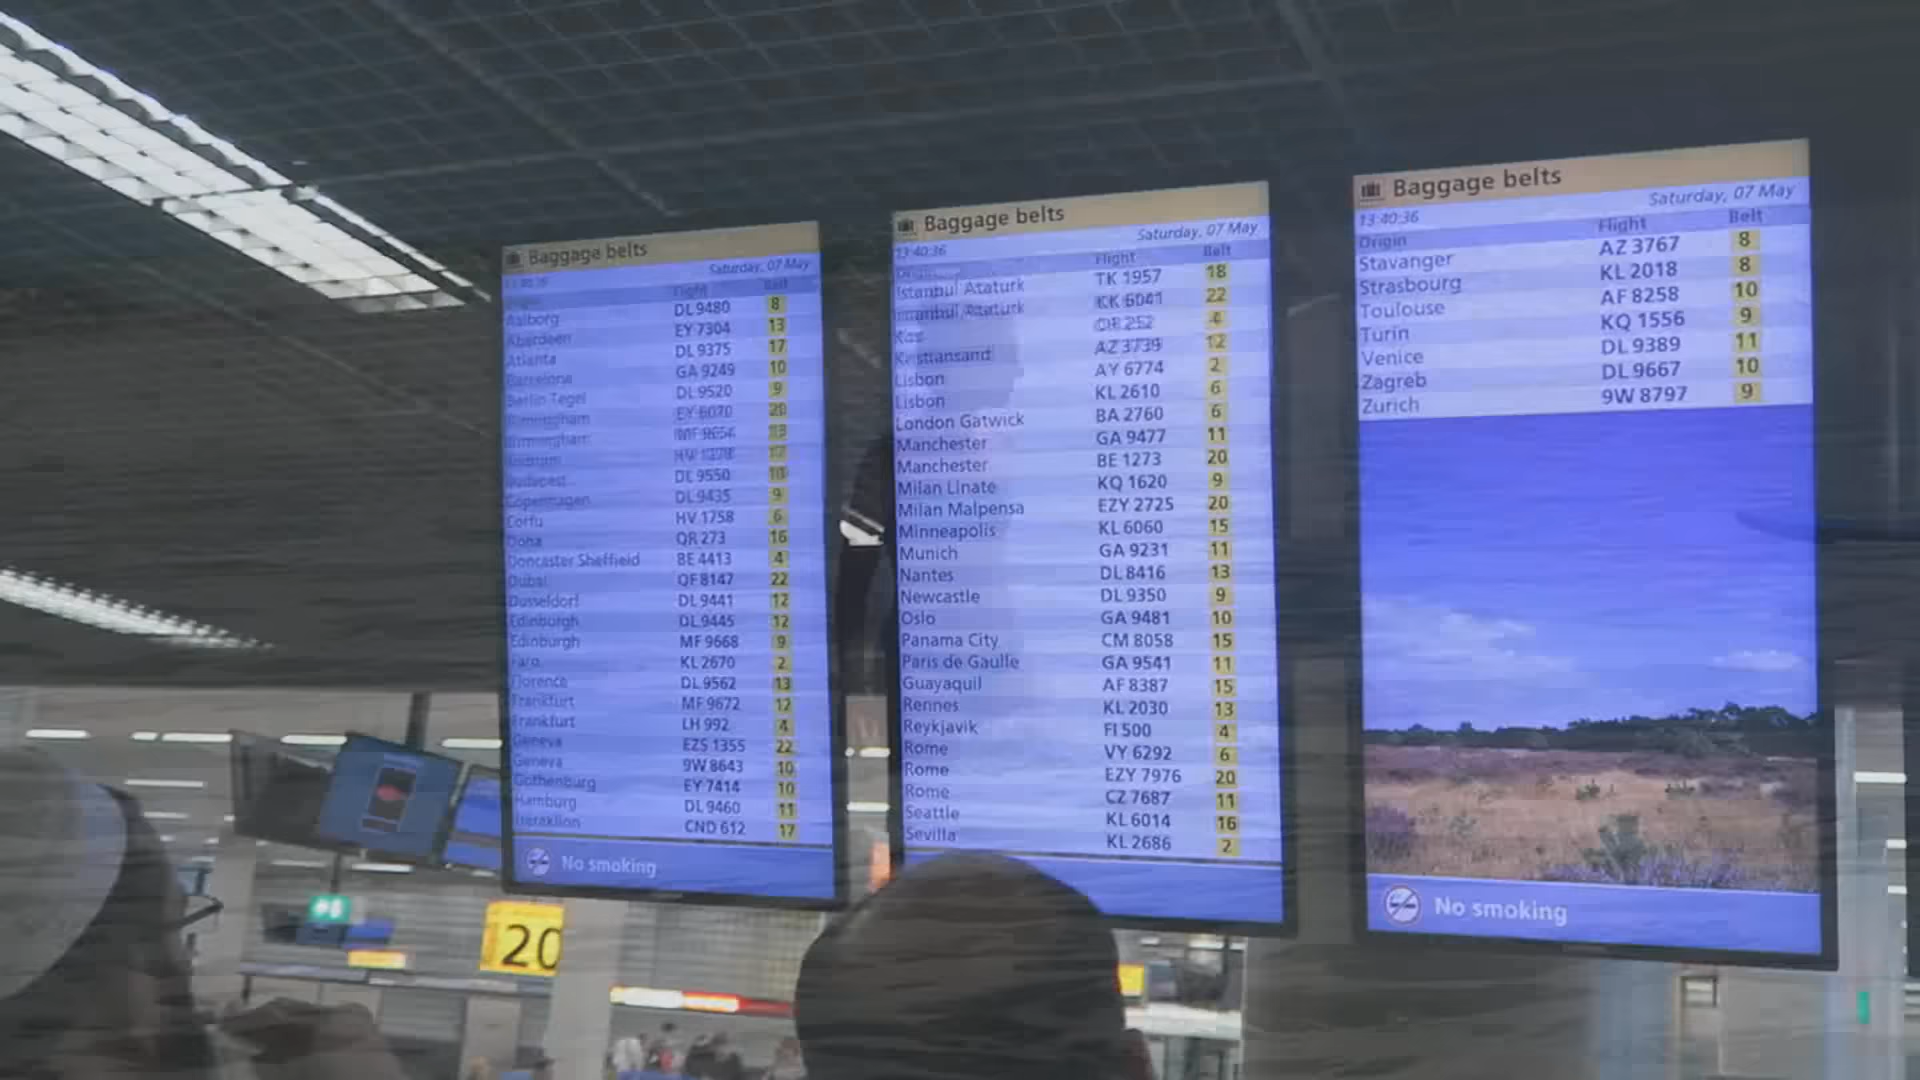 Baggage belts
Saturday, 07 May
Flight Belt
Aalborg DL 9480 8
Aberdeen EY 7304 13
Atlanta DL 9375 17
Barcelona GA 9249 10
Berlin Tegel DL 9520 9
Birmingham EY 6070 20
Birmingham 13
DL 9550 10
Copenhagen DL 9435 9
Corfu HV 1758 6
Doha QR 273 16
Doncaster Sheffield BE 4413 4
Dubai QF 8147 22
Dusseldorf DL 9441 12
Edinburgh DL 9445 12
Edinburgh MF 9668 9
Faro KL 2670 2
Florence DL 9562 13
Frankfurt MF 9672 12
Frankfurt LH 992 4
Geneva EZS 1355 22
Geneva 9W 8643 10
Gothenburg EY 7414 10
Hamburg DL 9460 11
Heraklion CND 612 17
No smoking
Baggage belts
Saturday, 07 May
13:40:36
Flight Belt
Istanbul Ataturk TK 1957 18
Istanbul Ataturk KK 6041 22
Kos 4
Kristiansand AZ 3739 12
Lisbon AY 6774 2
Lisbon KL 2610 6
London Gatwick BA 2760 6
Manchester GA 9477 11
Manchester BE 1273 20
Milan Linate KQ 1620 9
Milan Malpensa EZY 2725 20
Minneapolis KL 6060 15
Munich GA 9231 11
Nantes DL 8416 13
Newcastle DL 9350 9
Oslo GA 9481 10
Panama City CM 8058 15
Paris de Gaulle GA 9541 11
Guayaquil AF 8387 15
Rennes KL 2030 13
Reykjavik FI 500 4
Rome VY 6292 6
Rome EZY 7976 20
Rome CZ 7687 11
Seattle KL 6014 16
Sevilla KL 2686 2
Baggage belts
Saturday, 07 May
13:40:36
Origin Flight Belt
Stavanger AZ 3767 8
Strasbourg KL 2018 8
Toulouse AF 8258 10
Turin KQ 1556 9
Venice DL 9389 11
Zagreb DL 9667 10
Zurich 9W 8797 9
No smoking
20